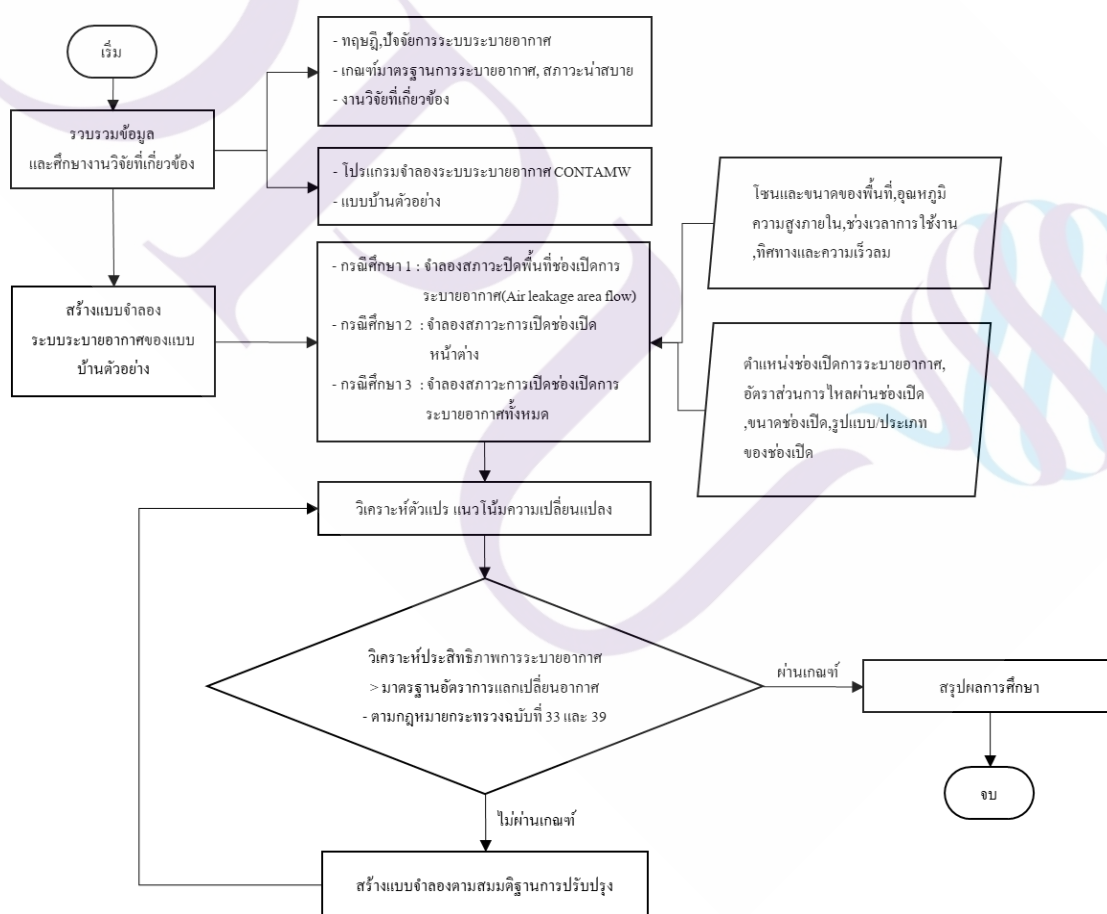 เริ่ม
รวบรวมข้อมูล
และศึกษางานวิจัยที่เกี่ยวข้อง
- ทฤษฎี,ปัจจัยการระบบระบายอากาศ
- เกณฑ์มาตรฐานการระบายอากาศ, สภาวะน่าสบาย
- งานวิจัยที่เกี่ยวข้อง
- โปรแกรมจำลองระบบระบายอากาศ CONTAMW
- แบบบ้านตัวอย่าง
โซนและขนาดของพื้นที่,อุณหภูมิ
ความสูงภายใน,ช่วงเวลาการใช้งาน
,ทิศทางและความเร็วลม
สร้างแบบจำลอง
ระบบระบายอากาศของแบบ
บ้านตัวอย่าง
- กรณีศึกษา 1 : จำลองสภาวะปิดพื้นที่ช่องเปิดการ
ระบายอากาศ(Air leakage area flow)
- กรณีศึกษา 2 : จำลองสภาวะการเปิดช่องเปิด
หน้าต่าง
- กรณีศึกษา 3 : จำลองสภาวะการเปิดช่องเปิดการ
ระบายอากาศทั้งหมด
ตำแหน่งช่องเปิดการระบายอากาศ,
อัตราส่วนการไหลผ่านช่องเปิด
,ขนาดช่องเปิด,รูปแบบ/ประเภท
ของช่องเปิด
วิเคราะห์ตัวแปร แนวโน้มความเปลี่ยนแปลง
วิเคราะห์ประสิทธิภาพการระบายอากาศ
> มาตรฐานอัตราการแลกเปลี่ยนอากาศ
- ตามกฎหมายกระทรวงฉบับที่ 33 และ 39
ผ่านเกณฑ์
สรุปผลการศึกษา
จบ
ไม่ผ่านเกณฑ์
สร้างแบบจำลองตามสมมติฐานการปรับปรุง